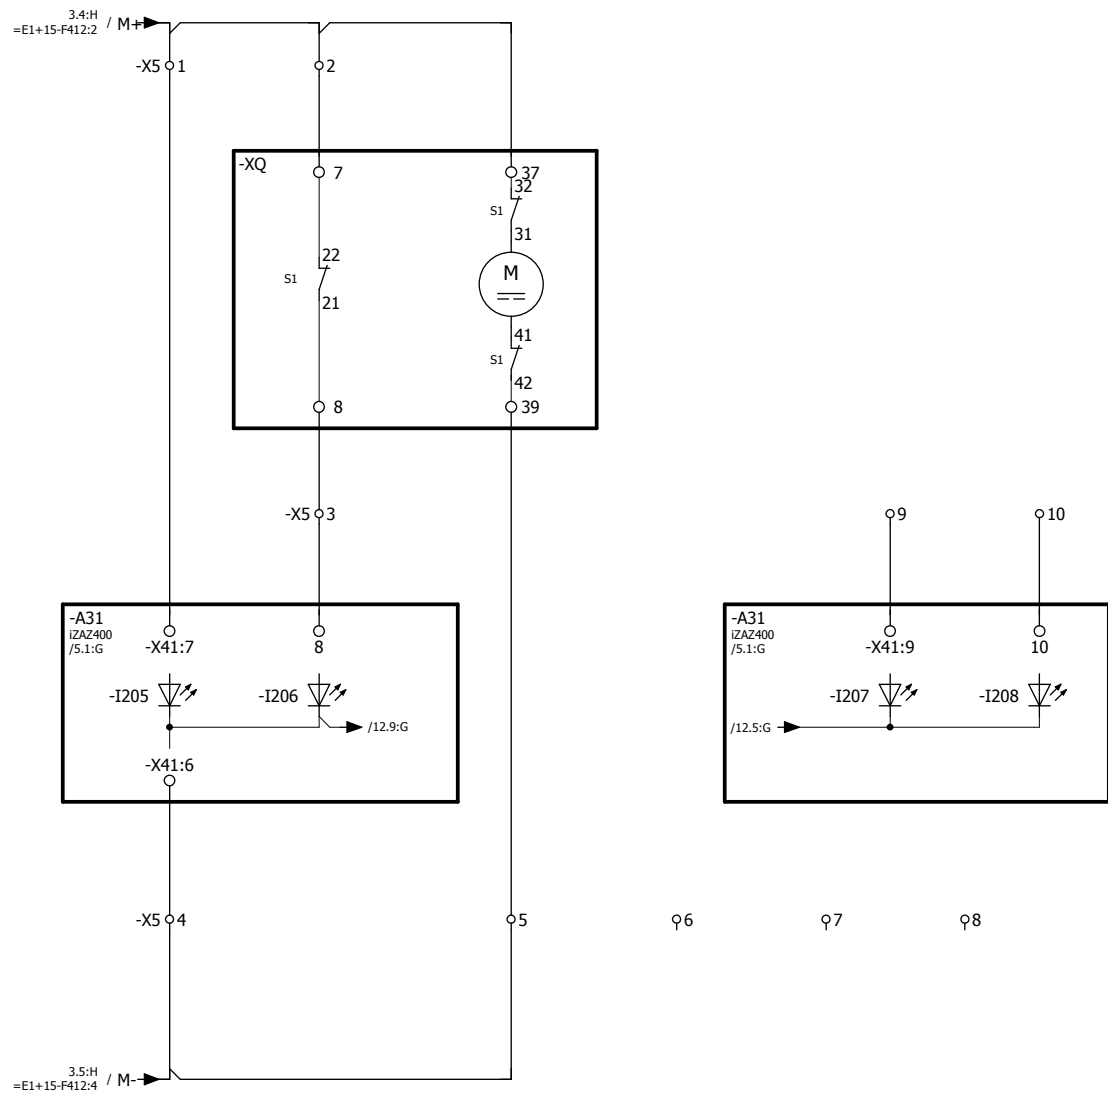 3.4:H
=E1+15-F412:2 / M+
-X5 1
2
-XQ
7
37
32
S1
31
22
S1
21
M
41
S1
42
8
39
-X5 3
9
10
-A31
iZAZ400
/5.1:G
-X41:7
8
-I205
-I206
/12.9:G
-X41:6
-A31
iZAZ400
/5.1:G
-X41:9
10
-I207
-I208
/12.5:G
-X5 4
5
6
7
8
3.5:H
=E1+15-F412:4 / M-